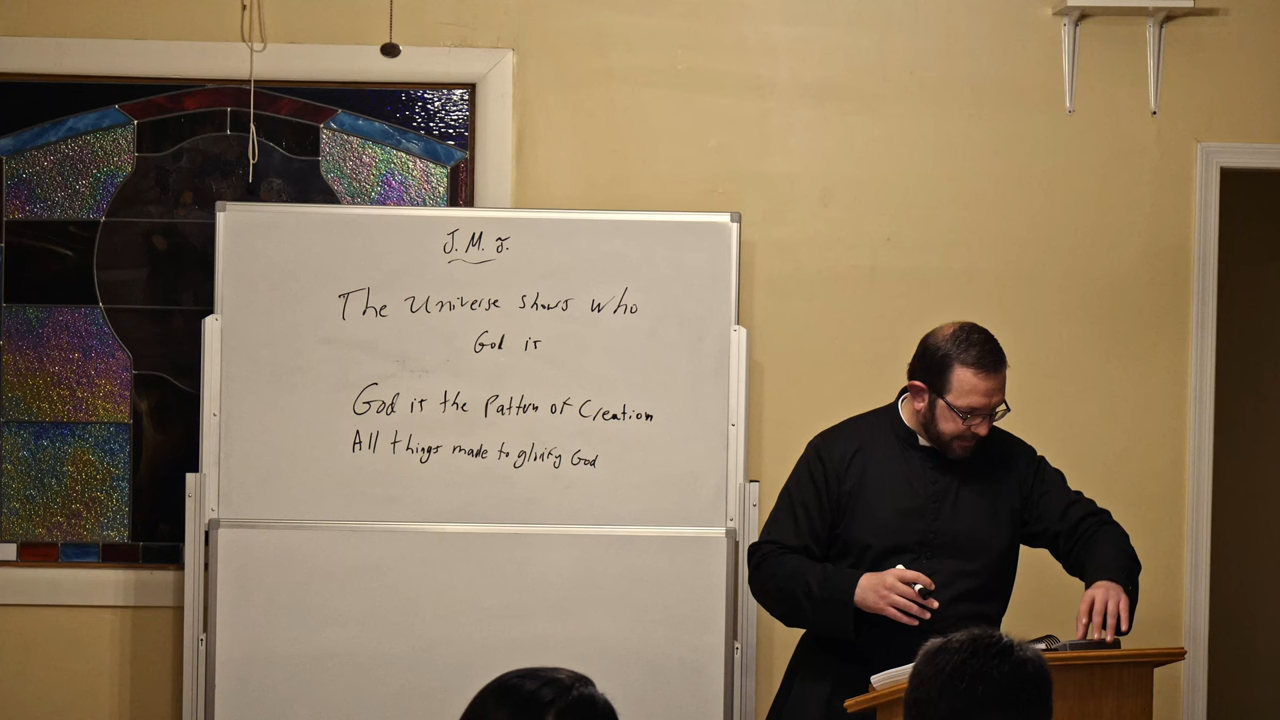 J. M. J.
The Universe shows who
God is
God is the Pattern of Creation
All things made to glorify God